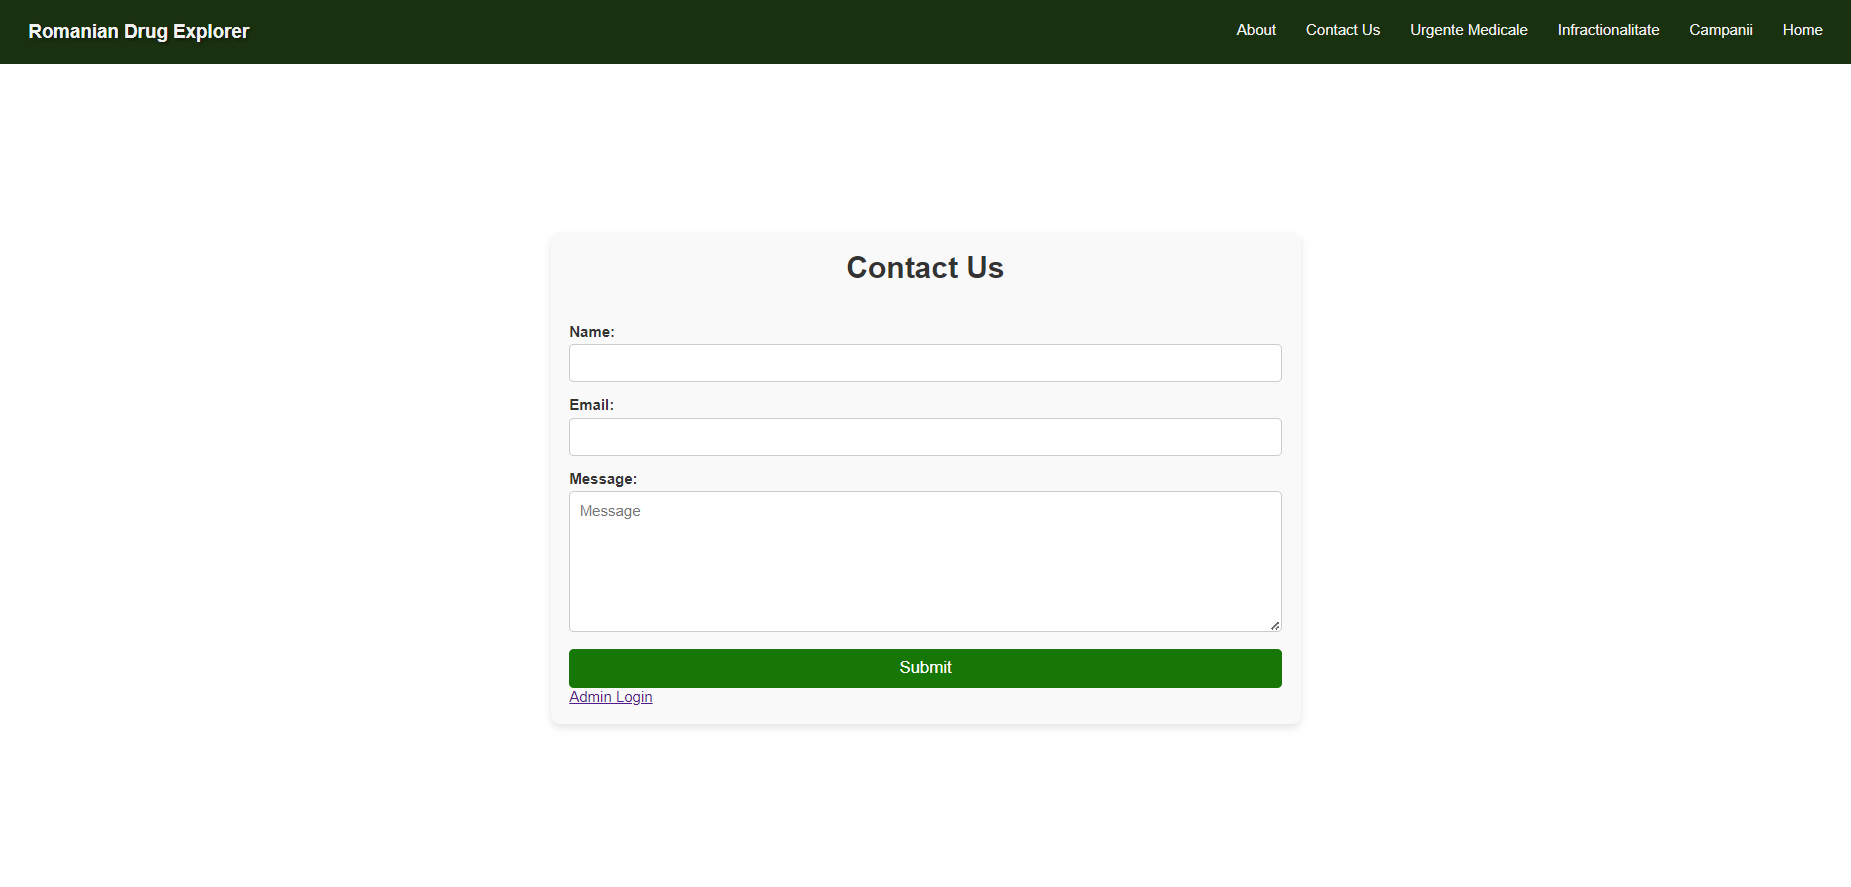 Romanian Drug Explorer
About Contact Us Urgente Medicale Infractionalitate Campanii Home
Contact Us
Name:
Email:
Message:
Message
Submit
Admin Login